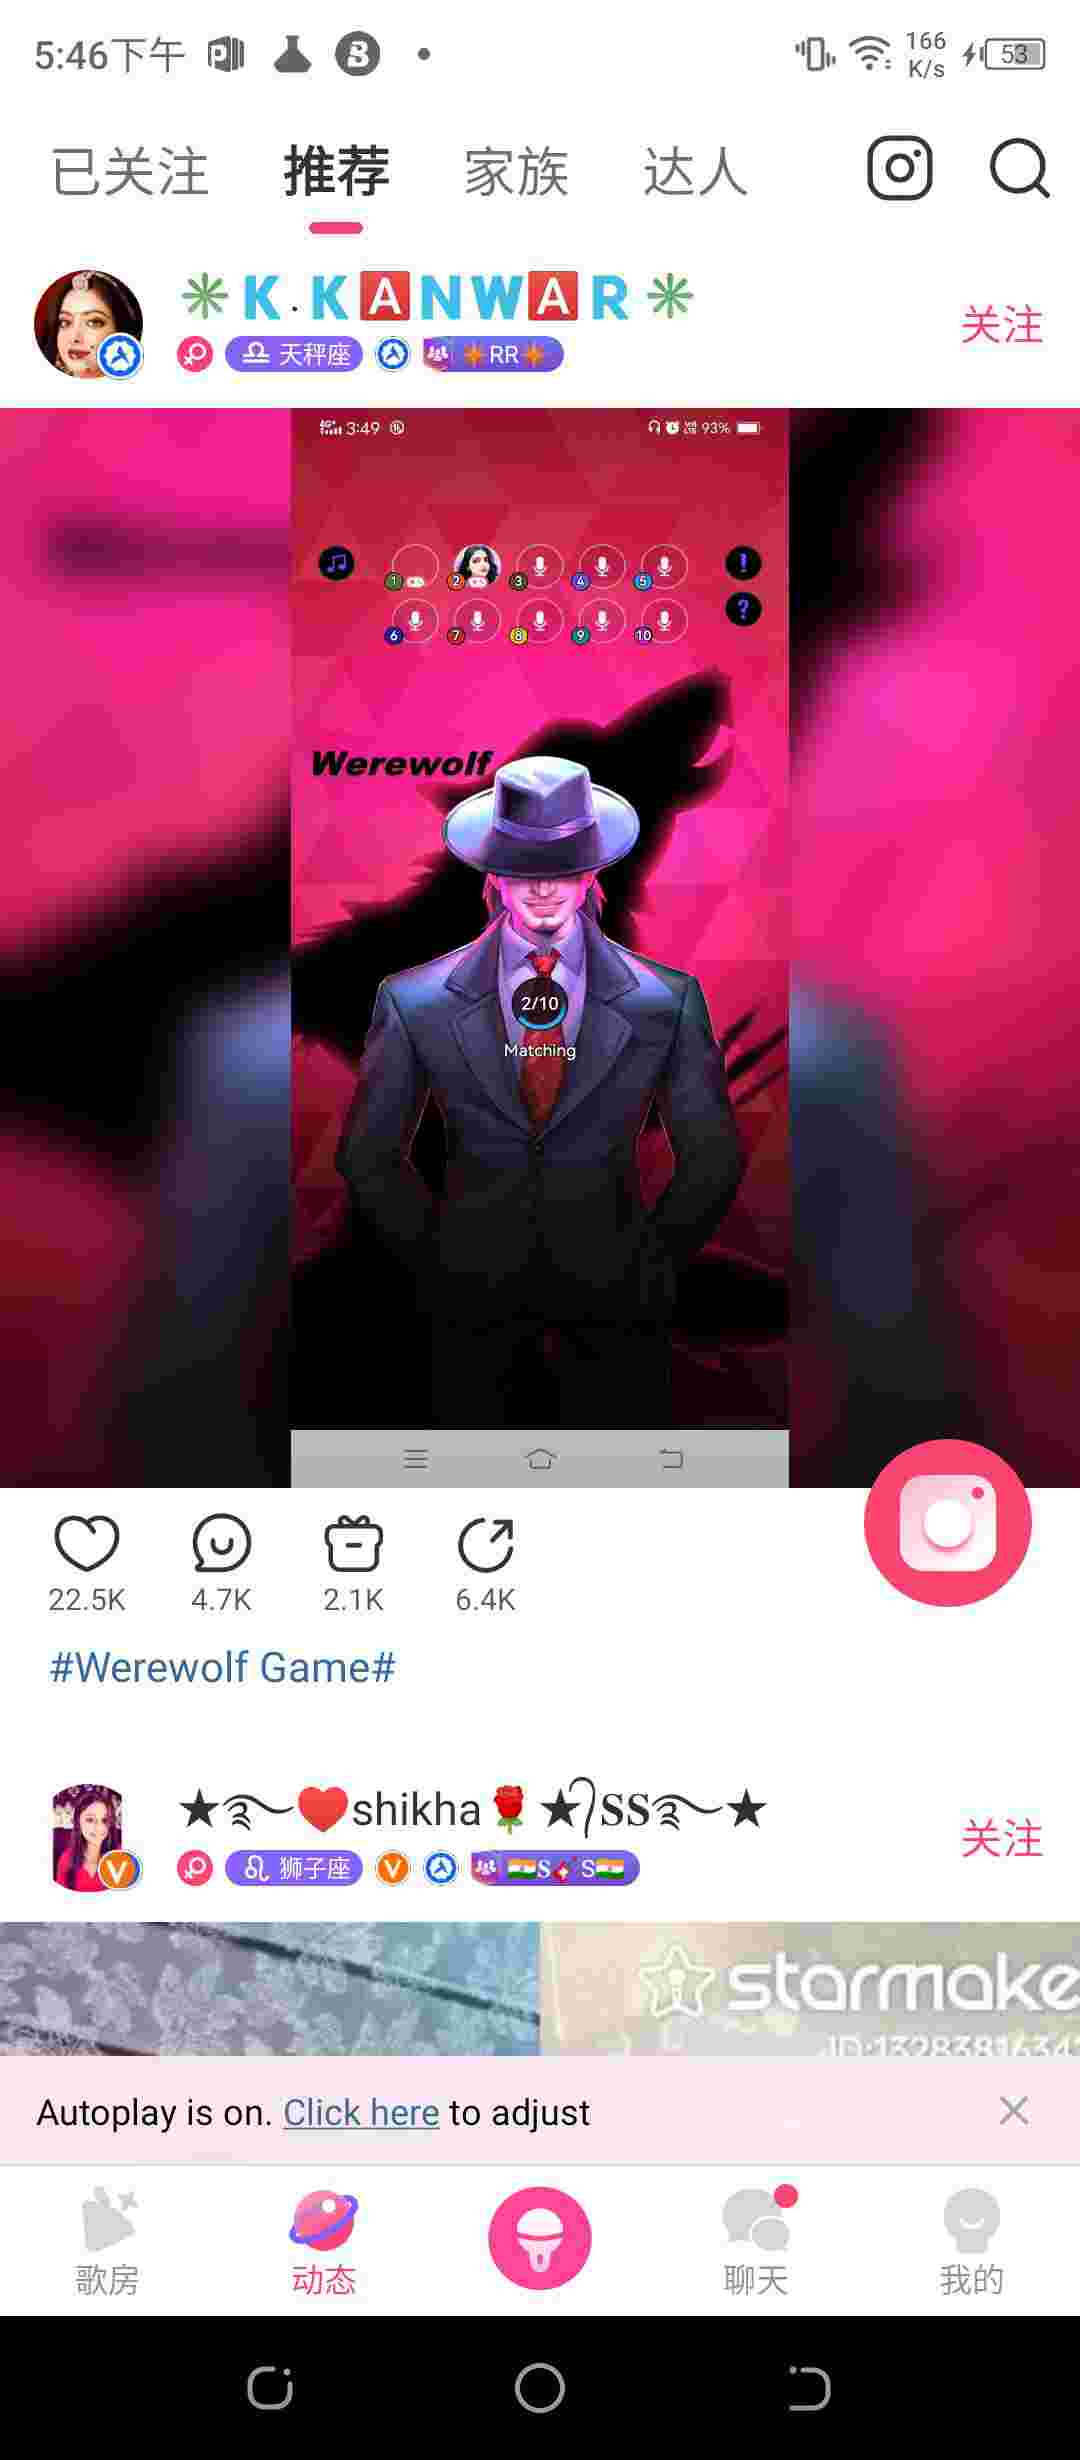 5:46下午
166
K/s
53
已关注 推荐 家族 达人
✳K.K🅰NW🅰R✳
天秤座 ✴RR✴
关注
3:49
93%
1 2 3 4 5
6 7 8 9 10
!
?
Werewolf
2/10
Matching
22.5K 4.7K 2.1K 6.4K
#Werewolf Game#
★࿐❤shikha🌹★SS࿐★
狮子座 V 🇮🇳S🎸S🇮🇳
关注
starmake
ID:1328381634
Autoplay is on. Click here to adjust
歌房 动态 聊天 我的